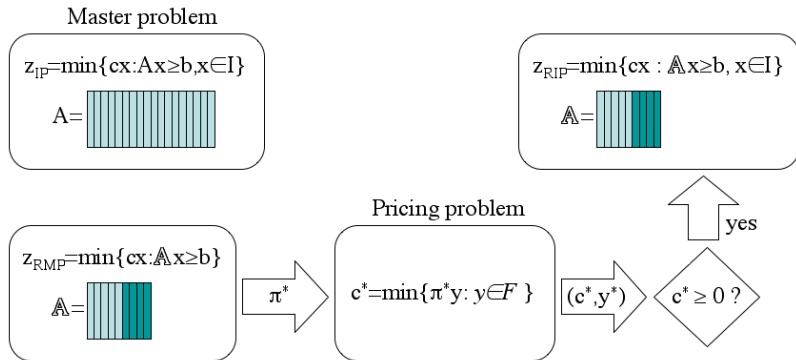 Master problem
z_IP=min{cx:Ax≥b,x∈I}
A=
z_RIP=min{cx : 𝔸x≥b, x∈I}
𝔸=
Pricing problem
yes
z_RMP=min{cx:𝔸x≥b}
𝔸=
π*
c*=min{π*y: y∈F }
(c*,y*)
c* ≥ 0 ?